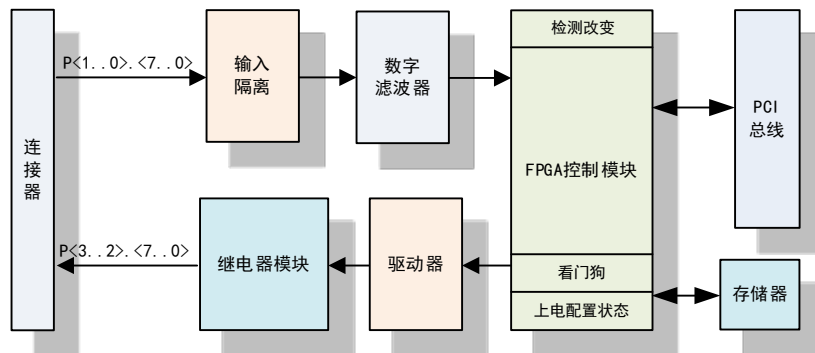 检测改变
P<1..0>.<7..0>
输入
隔离
数字
滤波器
PCI
总线
连
接
器
FPGA控制模块
P<3..2>.<7..0>
继电器模块
驱动器
看门狗
存储器
上电配置状态